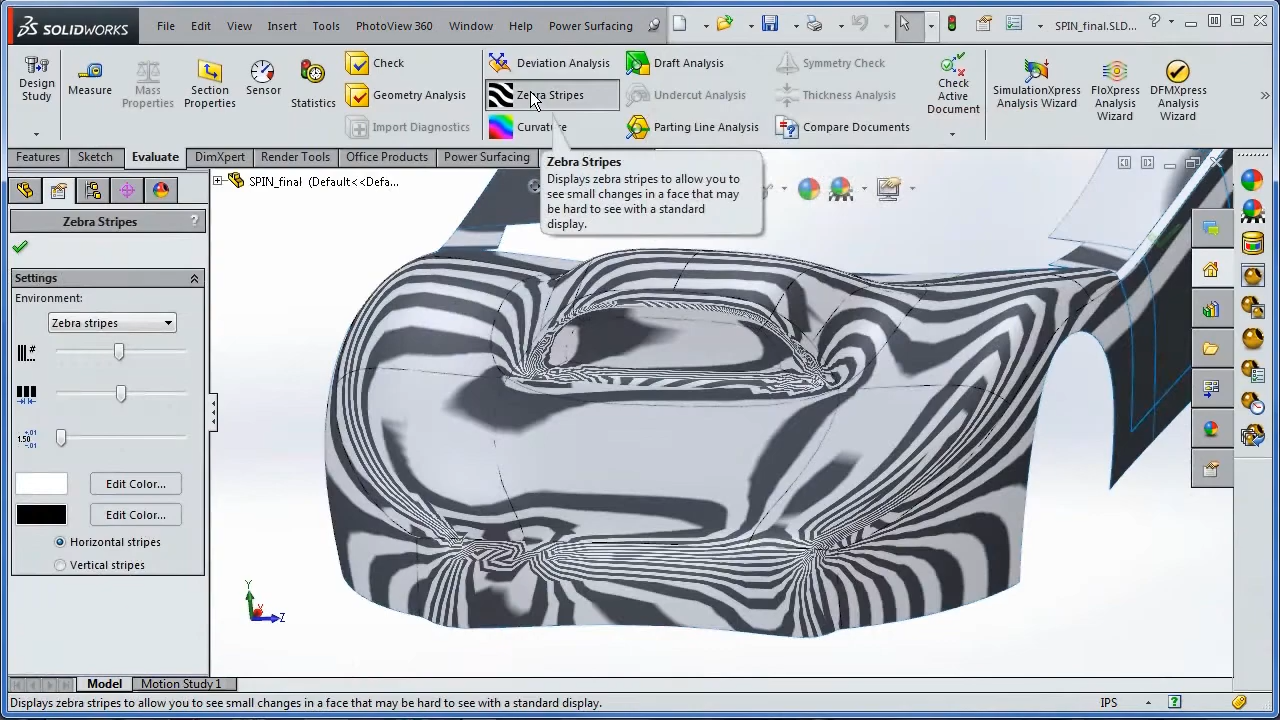 SOLIDWORKS
File Edit View Insert Tools PhotoView 360 Window Help Power Surfacing
SPIN_final.SLD...
?
Design Study
Measure
Mass Properties
Section Properties
Sensor
Statistics
Check
Geometry Analysis
Import Diagnostics
Deviation Analysis
Zebra Stripes
Curvature
Draft Analysis
Undercut Analysis
Parting Line Analysis
Symmetry Check
Thickness Analysis
Compare Documents
Check Active Document
SimulationXpress Analysis Wizard
FloXpress Analysis Wizard
DFMXpress Analysis Wizard
»
Features Sketch Evaluate DimXpert Render Tools Office Products Power Surfacing
Zebra Stripes
Displays zebra stripes to allow you to
see small changes in a face that may
be hard to see with a standard
display.
SPIN_final (Default<<Defa...
Zebra Stripes ?
Settings
Environment:
Zebra stripes
#
+.01
1.50
-.01
Edit Color...
Edit Color...
Horizontal stripes
Vertical stripes
Y
X
Z
Model Motion Study 1
Displays zebra stripes to allow you to see small changes in a face that may be hard to see with a standard display.
IPS
?